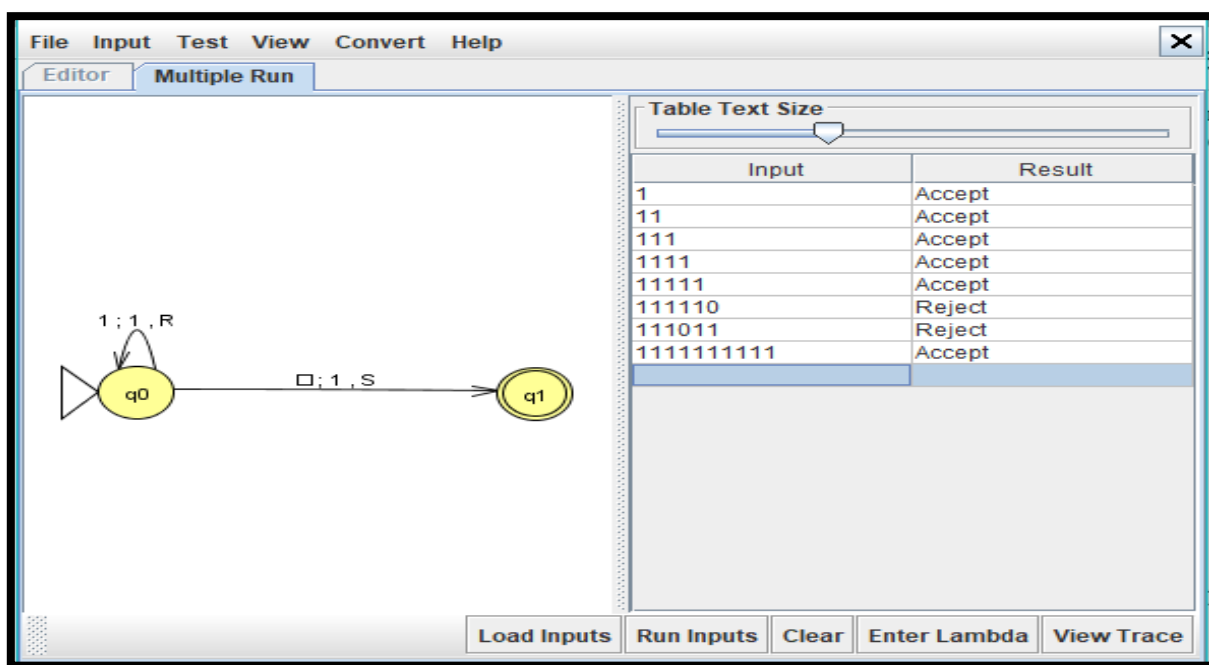 File Input Test View Convert Help
Editor Multiple Run
Table Text Size
Input Result
1 Accept
11 Accept
111 Accept
1111 Accept
11111 Accept
111110 Reject
111011 Reject
1111111111 Accept
1 ; 1 , R
□ ; 1 , S
q0
q1
Load Inputs Run Inputs Clear Enter Lambda View Trace